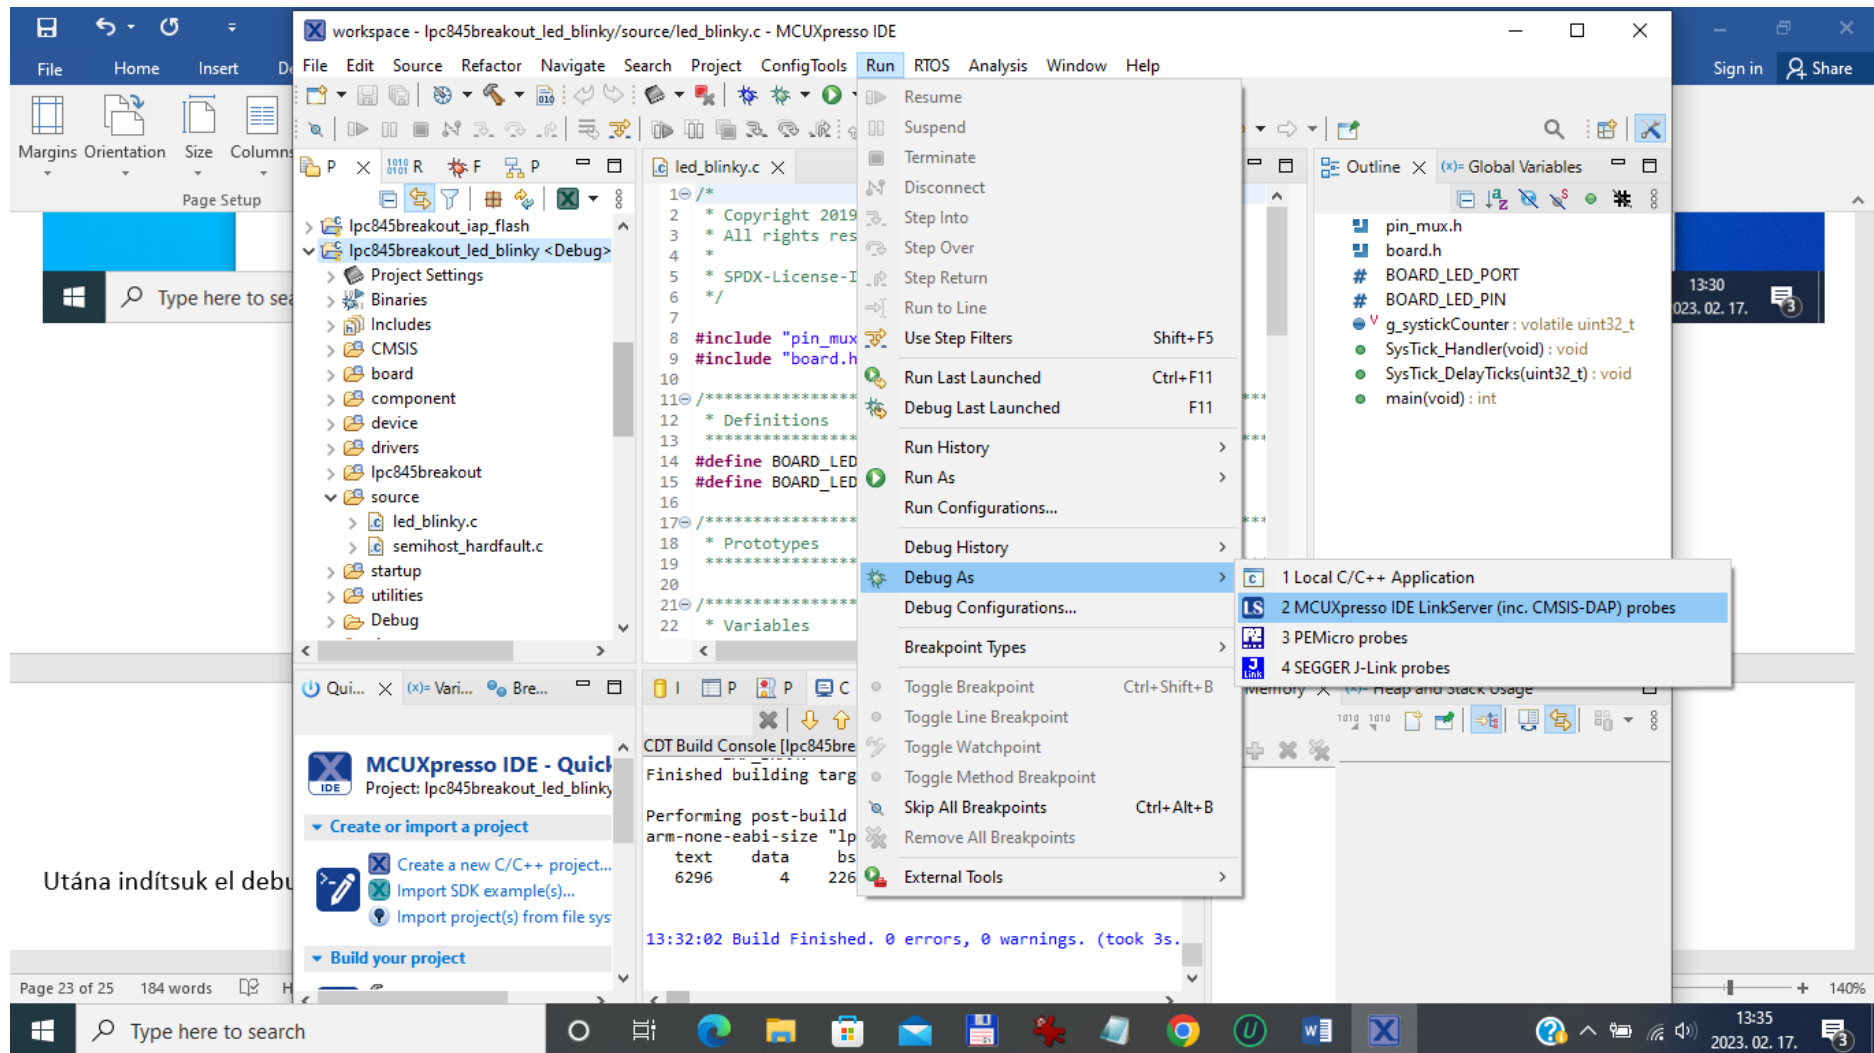 workspace - lpc845breakout_led_blinky/source/led_blinky.c - MCUXpresso IDE
File Home Insert
Sign in Share
File Edit Source Refactor Navigate Search Project ConfigTools Run RTOS Analysis Window Help
Margins Orientation Size Columns
Page Setup
Type here to sea
13:30
023. 02. 17.
3
P R F P
lpc845breakout_iap_flash
lpc845breakout_led_blinky <Debug>
Project Settings
Binaries
Includes
CMSIS
board
component
device
drivers
lpc845breakout
source
led_blinky.c
semihost_hardfault.c
startup
utilities
Debug
led_blinky.c
1 /*
2 * Copyright 2019
3 * All rights res
4 *
5 * SPDX-License-I
6 */
7
8 #include "pin_mux
9 #include "board.h
10
11 /*****************
12 * Definitions
13 *****************
14 #define BOARD_LED
15 #define BOARD_LED
16
17 /*****************
18 * Prototypes
19 *****************
20
21 /*****************
22 * Variables
Resume
Suspend
Terminate
Disconnect
Step Into
Step Over
Step Return
Run to Line
Use Step Filters Shift+F5
Run Last Launched Ctrl+F11
Debug Last Launched F11
Run History
Run As
Run Configurations...
Debug History
Debug As
Debug Configurations...
Breakpoint Types
Toggle Breakpoint Ctrl+Shift+B
Toggle Line Breakpoint
Toggle Watchpoint
Toggle Method Breakpoint
Skip All Breakpoints Ctrl+Alt+B
Remove All Breakpoints
External Tools
1 Local C/C++ Application
2 MCUXpresso IDE LinkServer (inc. CMSIS-DAP) probes
3 PEMicro probes
4 SEGGER J-Link probes
Outline (x)= Global Variables
pin_mux.h
board.h
BOARD_LED_PORT
BOARD_LED_PIN
g_systickCounter : volatile uint32_t
SysTick_Handler(void) : void
SysTick_DelayTicks(uint32_t) : void
main(void) : int
Memory (x)= Heap and Stack Usage
Qui... (x)= Vari... Bre...
MCUXpresso IDE - Quick
IDE
Project: lpc845breakout_led_blinky
Create or import a project
Create a new C/C++ project...
Import SDK example(s)...
Import project(s) from file sys
Build your project
I P P C
CDT Build Console [lpc845brea
Finished building targ
Performing post-build
arm-none-eabi-size "lp
text data bs
6296 4 226
13:32:02 Build Finished. 0 errors, 0 warnings. (took 3s.
Utána indítsuk el debu
Page 23 of 25 184 words
140%
Type here to search
13:35
2023. 02. 17.
3